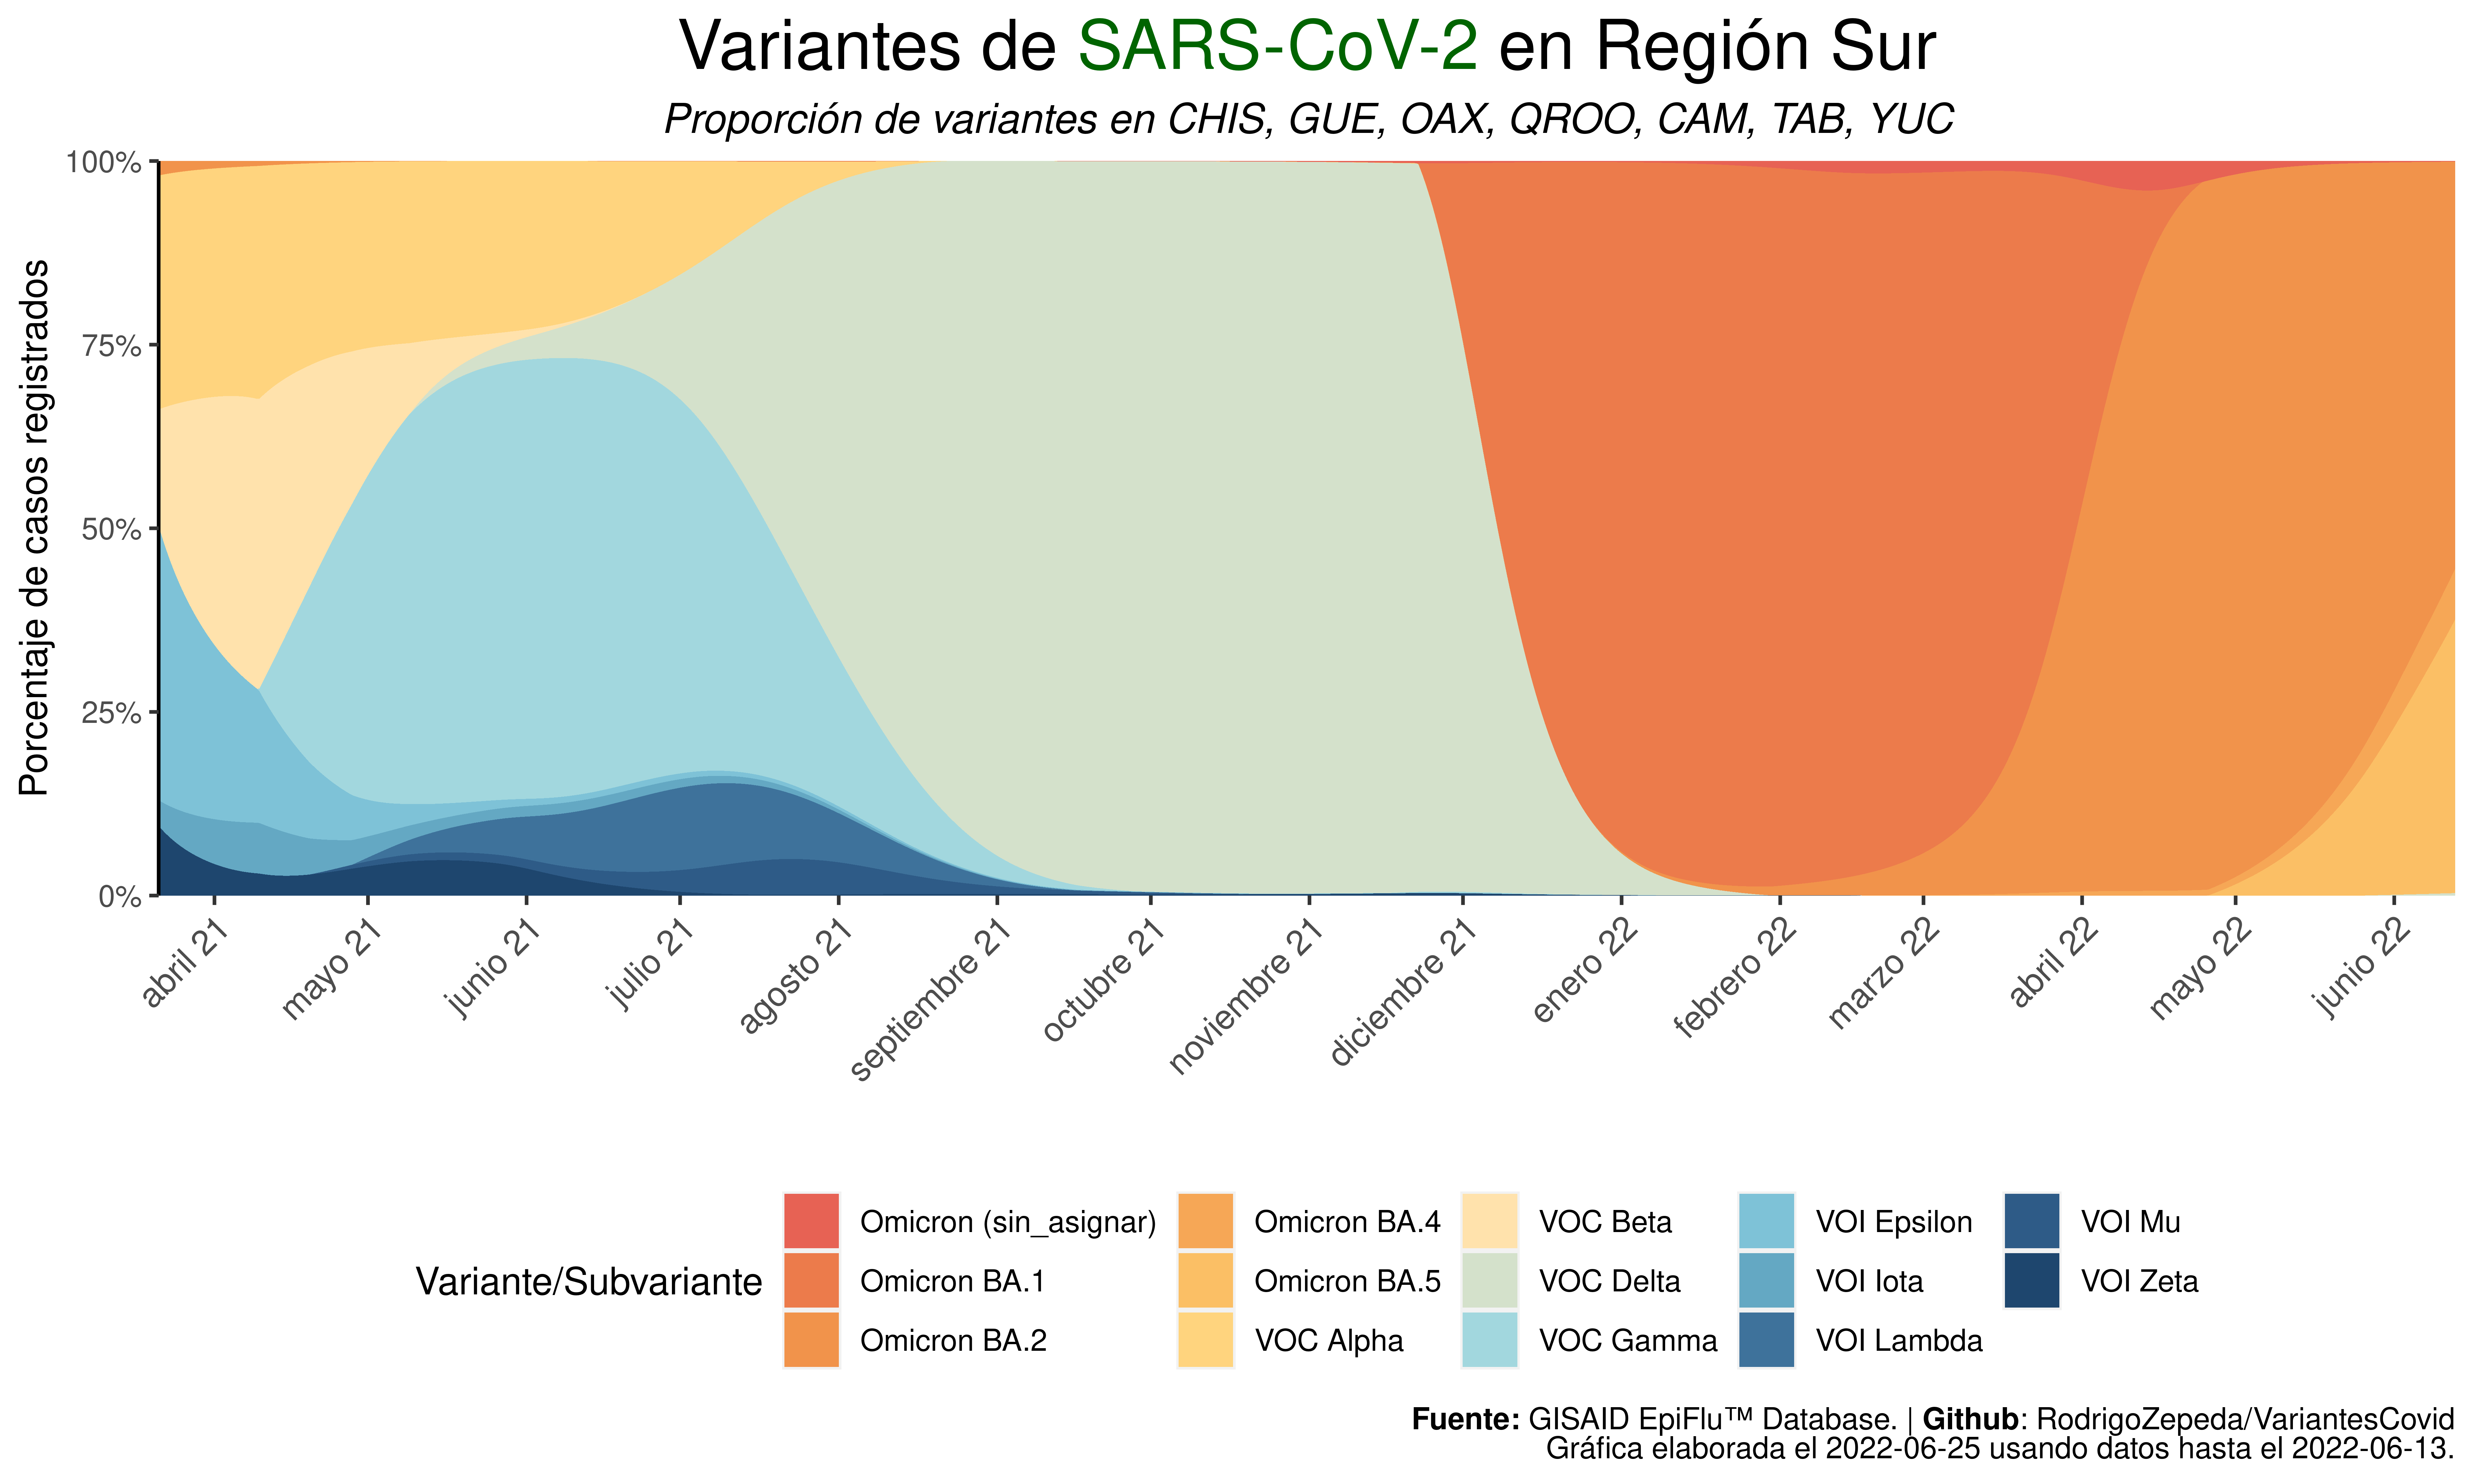 Variantes de SARS-CoV-2 en Región Sur
Proporción de variantes en CHIS, GUE, OAX, QROO, CAM, TAB, YUC
Porcentaje de casos registrados
100%
75%
50%
25%
0%
abril 21
mayo 21
junio 21
julio 21
agosto 21
septiembre 21
octubre 21
noviembre 21
diciembre 21
enero 22
febrero 22
marzo 22
abril 22
mayo 22
junio 22
Variante/Subvariante
Omicron (sin_asignar)
Omicron BA.1
Omicron BA.2
Omicron BA.4
Omicron BA.5
VOC Alpha
VOC Beta
VOC Delta
VOC Gamma
VOI Epsilon
VOI Iota
VOI Lambda
VOI Mu
VOI Zeta
Fuente: GISAID EpiFlu™ Database. | Github: RodrigoZepeda/VariantesCovid
Gráfica elaborada el 2022-06-25 usando datos hasta el 2022-06-13.